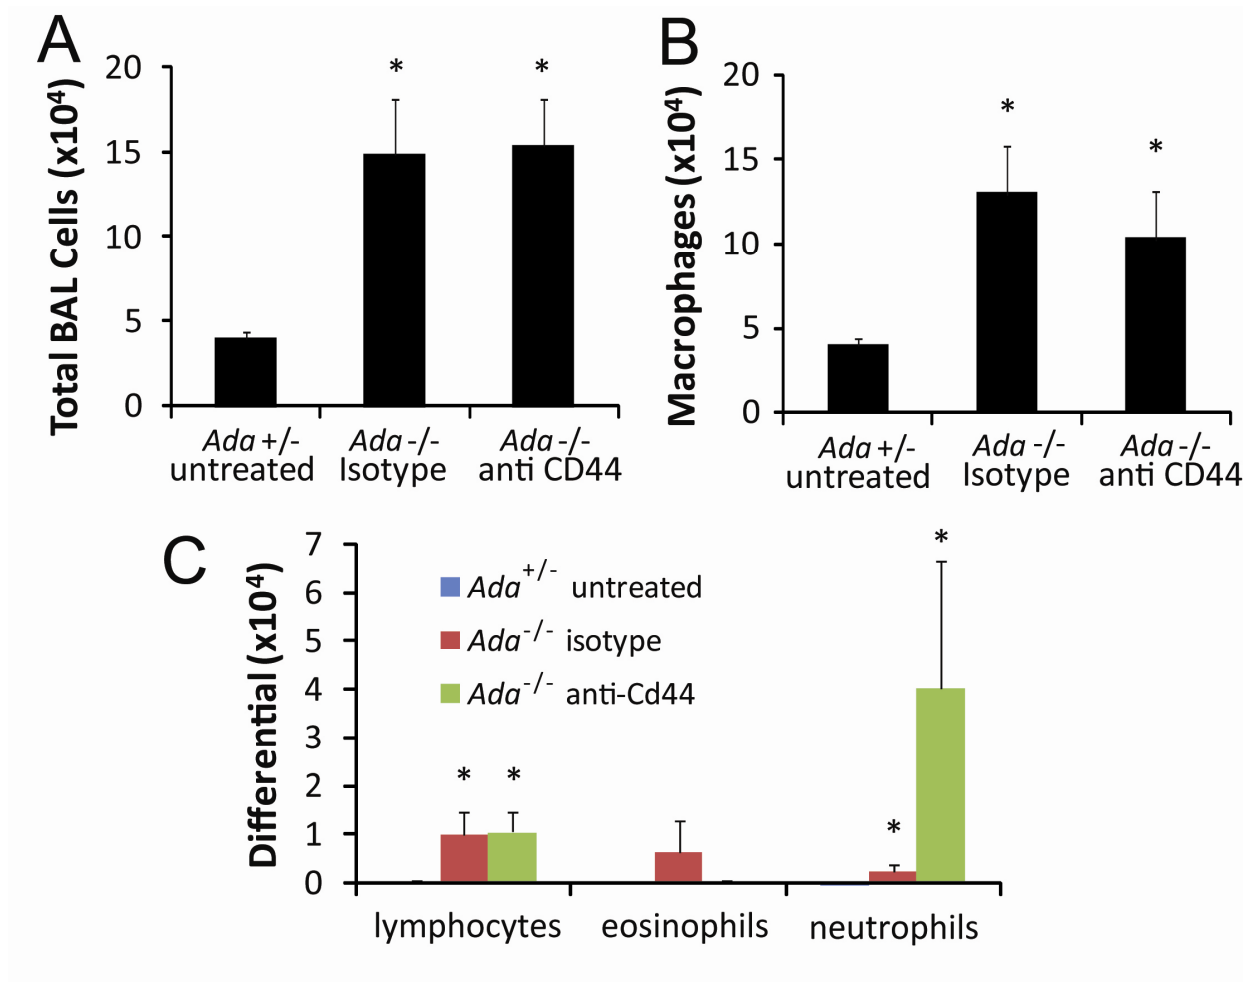 A
Total BAL Cells (x10⁴)
20
15
10
5
0
* *
Ada +/- untreated
Ada -/- Isotype
Ada -/- anti CD44
B
Macrophages (x10⁴)
20
15
10
5
0
* *
Ada +/- untreated
Ada -/- Isotype
Ada -/- anti CD44
C
Differential (x10⁴)
7
6
5
4
3
2
1
0
Ada+/- untreated
Ada-/- isotype
Ada-/- anti-Cd44
* * * *
lymphocytes eosinophils neutrophils